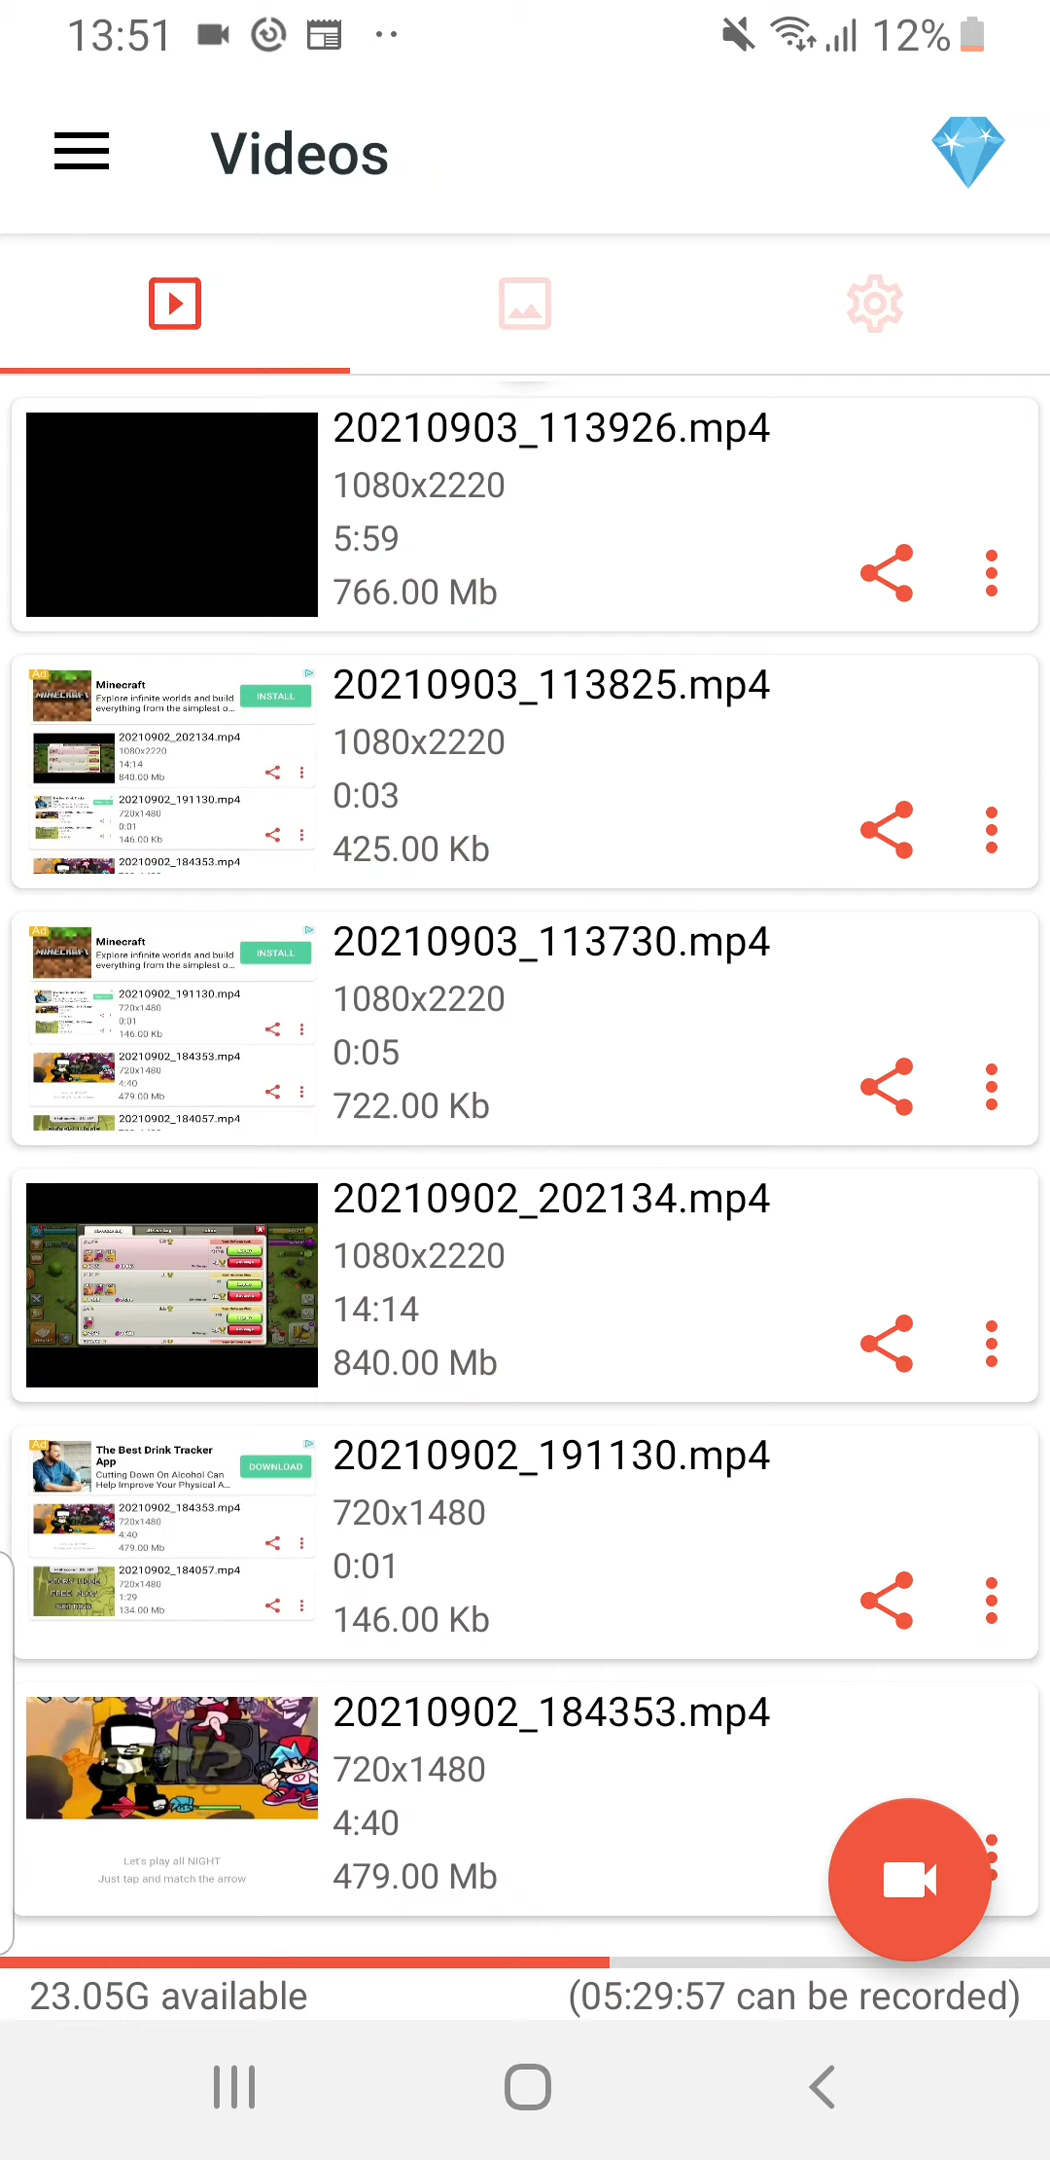 13:51
12%
Videos
20210903_113926.mp4
1080x2220
5:59
766.00 Mb
Ad
Minecraft
Explore infinite worlds and build
everything from the simplest o...
INSTALL
20210902_202134.mp4
1080x2220
14:14
840.00 Mb
20210902_191130.mp4
720x1480
0:01
146.00 Kb
20210902_184353.mp4
20210903_113825.mp4
1080x2220
0:03
425.00 Kb
Ad
Minecraft
Explore infinite worlds and build
everything from the simplest o...
INSTALL
20210902_191130.mp4
720x1480
0:01
146.00 Kb
20210902_184353.mp4
720x1480
4:40
479.00 Mb
20210902_184057.mp4
20210903_113730.mp4
1080x2220
0:05
722.00 Kb
20210902_202134.mp4
1080x2220
14:14
840.00 Mb
Ad
The Best Drink Tracker
App
Cutting Down On Alcohol Can
Help Improve Your Physical A...
DOWNLOAD
20210902_184353.mp4
720x1480
4:40
479.00 Mb
20210902_184057.mp4
720x1480
1:29
134.00 Mb
20210902_191130.mp4
720x1480
0:01
146.00 Kb
Let's play all NIGHT
Just tap and match the arrow
20210902_184353.mp4
720x1480
4:40
479.00 Mb
23.05G available
(05:29:57 can be recorded)